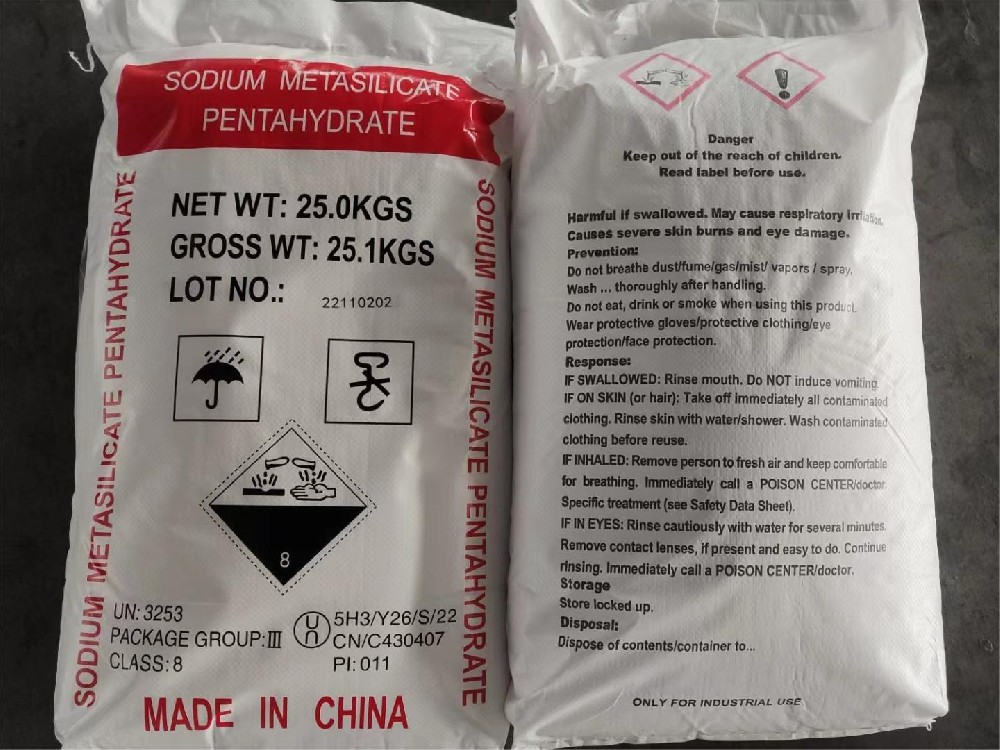 SODIUM METASILICATE
PENTAHYDRATE
SODIUM METASILICATE PENTAHYDRATE
SODIUM METASILICATE PENTAHYDRATE
NET WT: 25.0KGS
GROSS WT: 25.1KGS
LOT NO.: 22110202
8
UN: 3253
PACKAGE GROUP:III
CLASS: 8
un
5H3/Y26/S/22
CN/C430407
PI: 011
MADE IN CHINA
Danger
Keep out of the reach of children.
Read label before use.
Harmful if swallowed. May cause respiratory irritation.
Causes severe skin burns and eye damage.
Prevention:
Do not breathe dust/fume/gas/mist/ vapors / spray.
Wash ... thoroughly after handling.
Do not eat, drink or smoke when using this product.
Wear protective gloves/protective clothing/eye
protection/face protection.
Response:
IF SWALLOWED: Rinse mouth. Do NOT induce vomiting.
IF ON SKIN (or hair): Take off immediately all contaminated
clothing. Rinse skin with water/shower. Wash contaminated
clothing before reuse.
IF INHALED: Remove person to fresh air and keep comfortable
for breathing. Immediately call a POISON CENTER/doctor.
Specific treatment (see Safety Data Sheet).
IF IN EYES: Rinse cautiously with water for several minutes.
Remove contact lenses, if present and easy to do. Continue
rinsing. Immediately call a POISON CENTER/doctor.
Storage
Store locked up.
Disposal:
Dispose of contents/container to...
ONLY FOR INDUSTRIAL USE